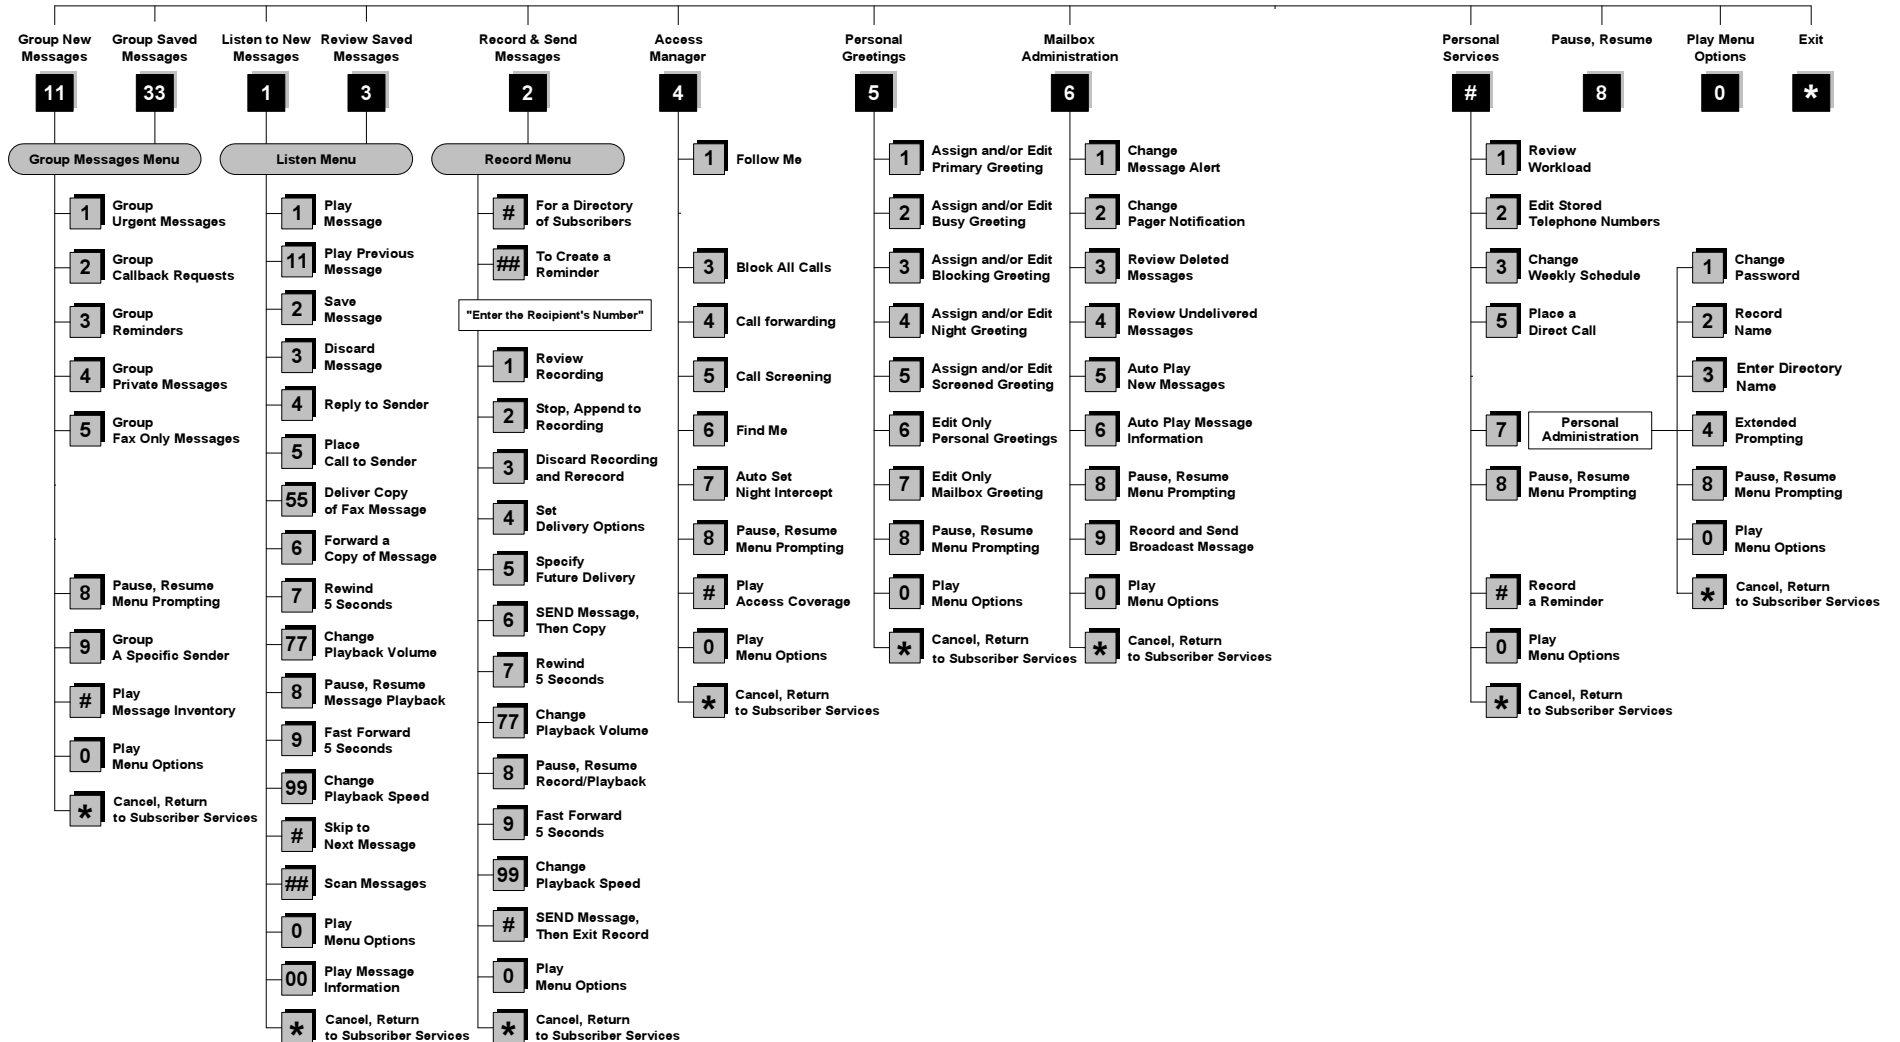 Group New
Messages
11
Group Saved
Messages
33
Listen to New
Messages
1
Review Saved
Messages
3
Record & Send
Messages
2
Access
Manager
4
Personal
Greetings
5
Mailbox
Administration
6
Personal
Services
#
Pause, Resume
8
Play Menu
Options
0
Exit
*
Group Messages Menu
1
Group
Urgent Messages
2
Group
Callback Requests
3
Group
Reminders
4
Group
Private Messages
5
Group
Fax Only Messages
8
Pause, Resume
Menu Prompting
9
Group
A Specific Sender
#
Play
Message Inventory
0
Play
Menu Options
*
Cancel, Return
to Subscriber Services
Listen Menu
1
Play
Message
11
Play Previous
Message
2
Save
Message
3
Discard
Message
4
Reply to Sender
5
Place
Call to Sender
55
Deliver Copy
of Fax Message
6
Forward a
Copy of Message
7
Rewind
5 Seconds
77
Change
Playback Volume
8
Pause, Resume
Message Playback
9
Fast Forward
5 Seconds
99
Change
Playback Speed
#
Skip to
Next Message
##
Scan Messages
0
Play
Menu Options
00
Play Message
Information
*
Cancel, Return
to Subscriber Services
Record Menu
#
For a Directory
of Subscribers
##
To Create a
Reminder
"Enter the Recipient's Number"
1
Review
Recording
2
Stop, Append to
Recording
3
Discard Recording
and Rerecord
4
Set
Delivery Options
5
Specify
Future Delivery
6
SEND Message,
Then Copy
7
Rewind
5 Seconds
77
Change
Playback Volume
8
Pause, Resume
Record/Playback
9
Fast Forward
5 Seconds
99
Change
Playback Speed
#
SEND Message,
Then Exit Record
0
Play
Menu Options
*
Cancel, Return
to Subscriber Services
1
Follow Me
3
Block All Calls
4
Call forwarding
5
Call Screening
6
Find Me
7
Auto Set
Night Intercept
8
Pause, Resume
Menu Prompting
#
Play
Access Coverage
0
Play
Menu Options
*
Cancel, Return
to Subscriber Services
1
Assign and/or Edit
Primary Greeting
2
Assign and/or Edit
Busy Greeting
3
Assign and/or Edit
Blocking Greeting
4
Assign and/or Edit
Night Greeting
5
Assign and/or Edit
Screened Greeting
6
Edit Only
Personal Greetings
7
Edit Only
Mailbox Greeting
8
Pause, Resume
Menu Prompting
0
Play
Menu Options
*
Cancel, Return
to Subscriber Services
1
Change
Message Alert
2
Change
Pager Notification
3
Review Deleted
Messages
4
Review Undelivered
Messages
5
Auto Play
New Messages
6
Auto Play Message
Information
8
Pause, Resume
Menu Prompting
9
Record and Send
Broadcast Message
0
Play
Menu Options
*
Cancel, Return
to Subscriber Services
1
Review
Workload
2
Edit Stored
Telephone Numbers
3
Change
Weekly Schedule
5
Place a
Direct Call
7
Personal
Administration
8
Pause, Resume
Menu Prompting
#
Record
a Reminder
0
Play
Menu Options
*
Cancel, Return
to Subscriber Services
1
Change
Password
2
Record
Name
3
Enter Directory
Name
4
Extended
Prompting
8
Pause, Resume
Menu Prompting
0
Play
Menu Options
*
Cancel, Return
to Subscriber Services